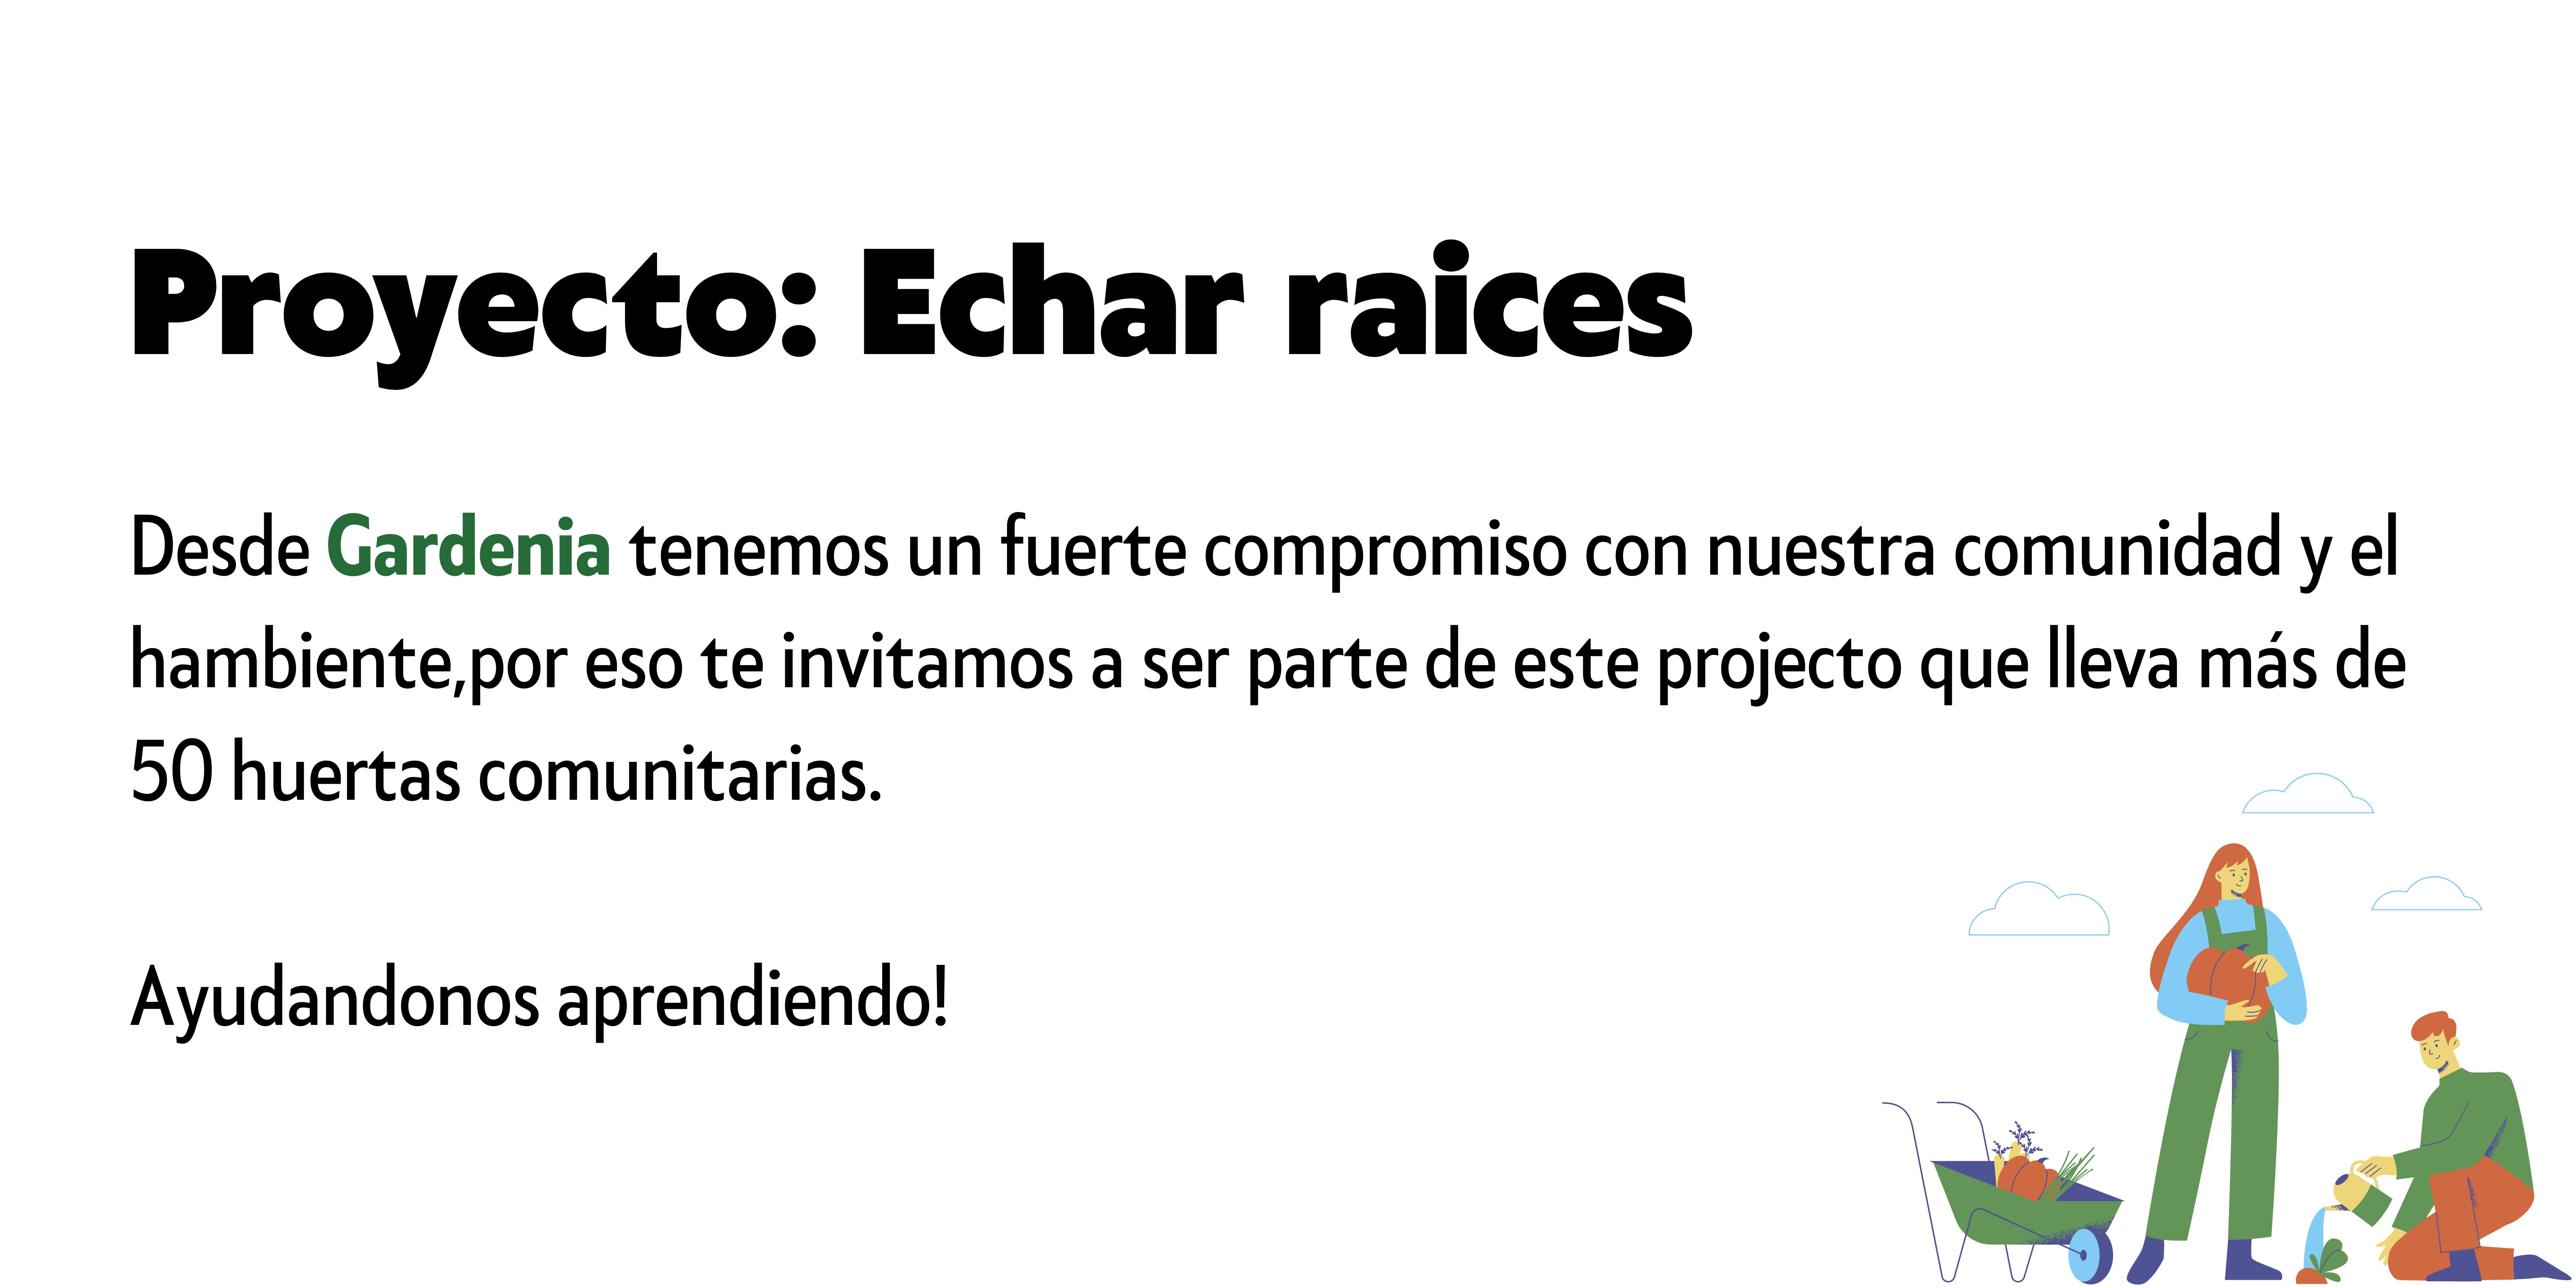 Proyecto: Echar raices
Desde Gardenia tenemos un fuerte compromiso con nuestra comunidad y el
hambiente,por eso te invitamos a ser parte de este projecto que lleva más de
50 huertas comunitarias.
Ayudandonos aprendiendo!